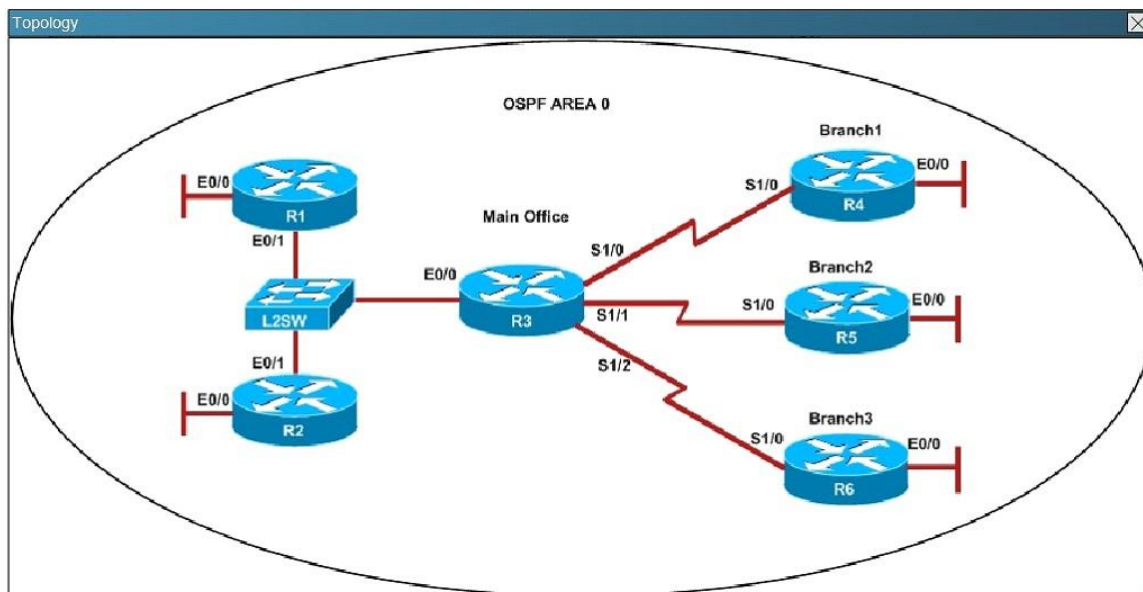 Topology
OSPF AREA 0
Branch1
E0/0
S1/0
R4
E0/0
R1
E0/1
Main Office
S1/0
E0/0
R3
S1/1
S1/2
L2SW
Branch2
S1/0
E0/0
R5
E0/1
E0/0
R2
Branch3
S1/0
E0/0
R6